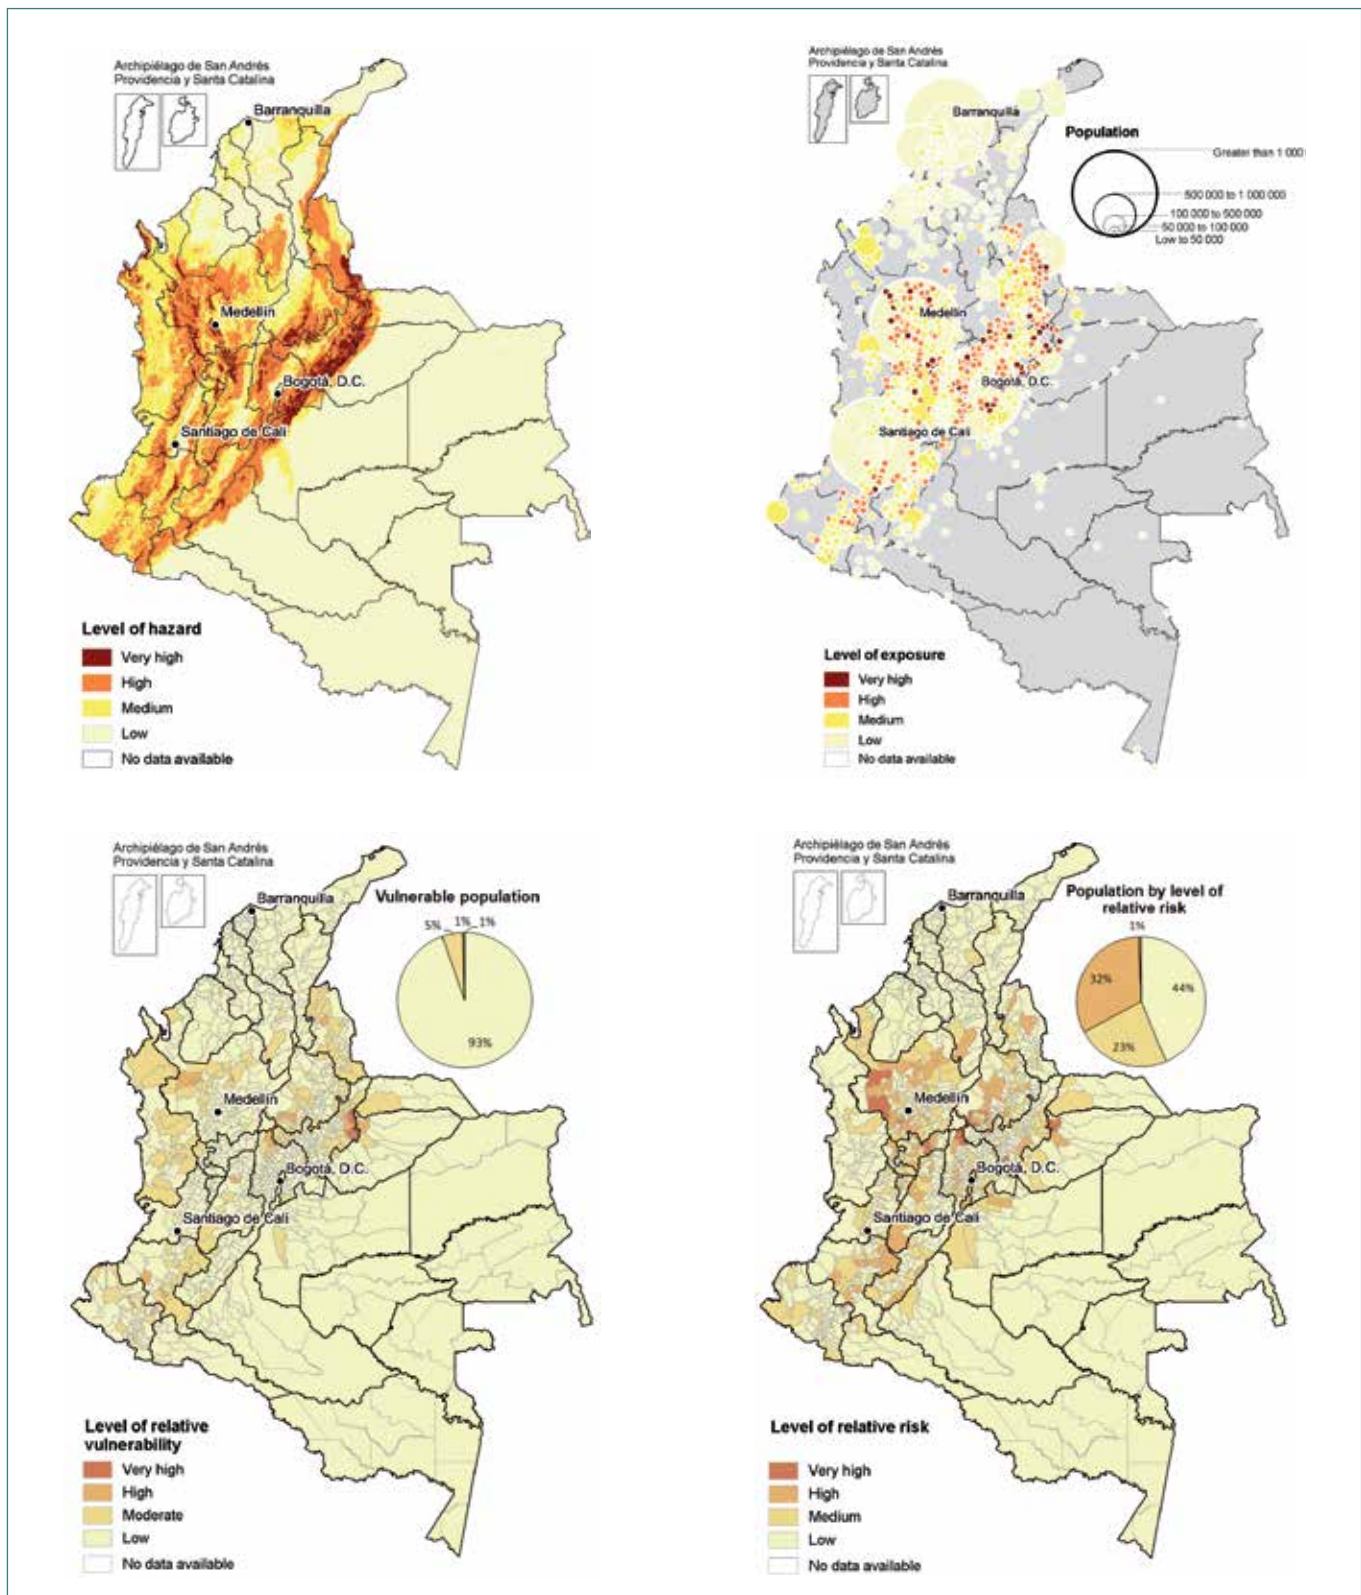 Archipiélago de San Andrés
Providencia y Santa Catalina
Barranquilla
Medellín
Bogotá, D.C.
Santiago de Cali
Level of hazard
Very high
High
Medium
Low
No data available
Archipiélago de San Andrés
Providencia y Santa Catalina
Barranquilla
Population
Greater than 1 000
500 000 to 1 000 000
100 000 to 500 000
50 000 to 100 000
Low to 50 000
Medellín
Bogotá, D.C.
Santiago de Cali
Level of exposure
Very high
High
Medium
Low
No data available
Archipiélago de San Andrés
Providencia y Santa Catalina
Barranquilla
Vulnerable population
5%
1%
1%
93%
Medellín
Bogotá, D.C.
Santiago de Cali
Level of relative
vulnerability
Very high
High
Moderate
Low
No data available
Archipiélago de San Andrés
Providencia y Santa Catalina
Barranquilla
Population by level of
relative risk
1%
32%
44%
23%
Medellín
Bogotá, D.C.
Santiago de Cali
Level of relative risk
Very high
High
Medium
Low
No data available